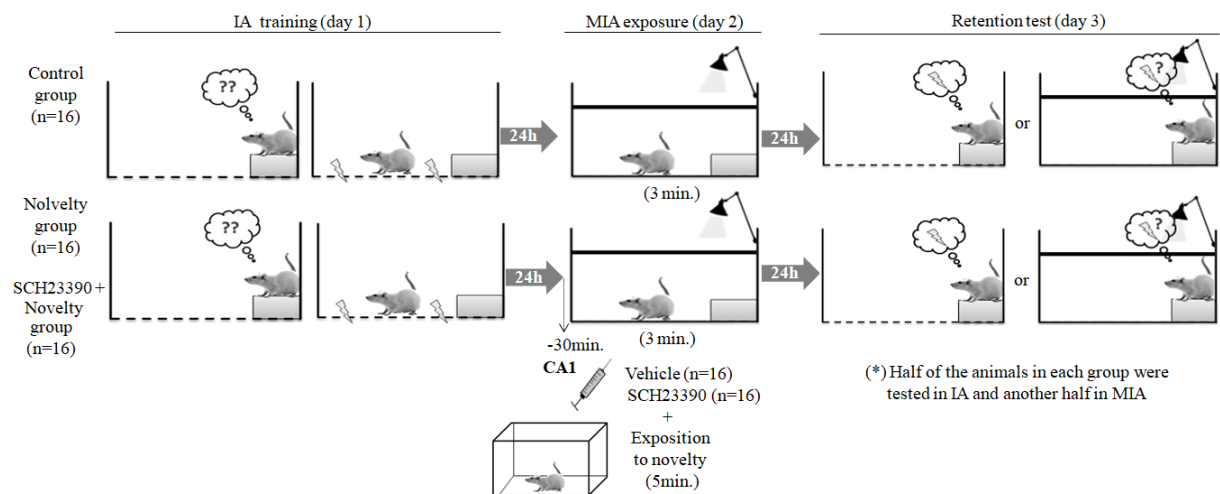 IA training (day 1)
MIA exposure (day 2)
Retention test (day 3)
Control
group
(n=16)
??
24h
(3 min.)
24h
or
?
Nolvelty
group
(n=16)
SCH23390 +
Novelty
group
(n=16)
??
24h
(3 min.)
24h
or
?
-30min.
CA1
Vehicle (n=16)
SCH23390 (n=16)
+
Exposition
to novelty
(5min.)
(*) Half of the animals in each group were
tested in IA and another half in MIA